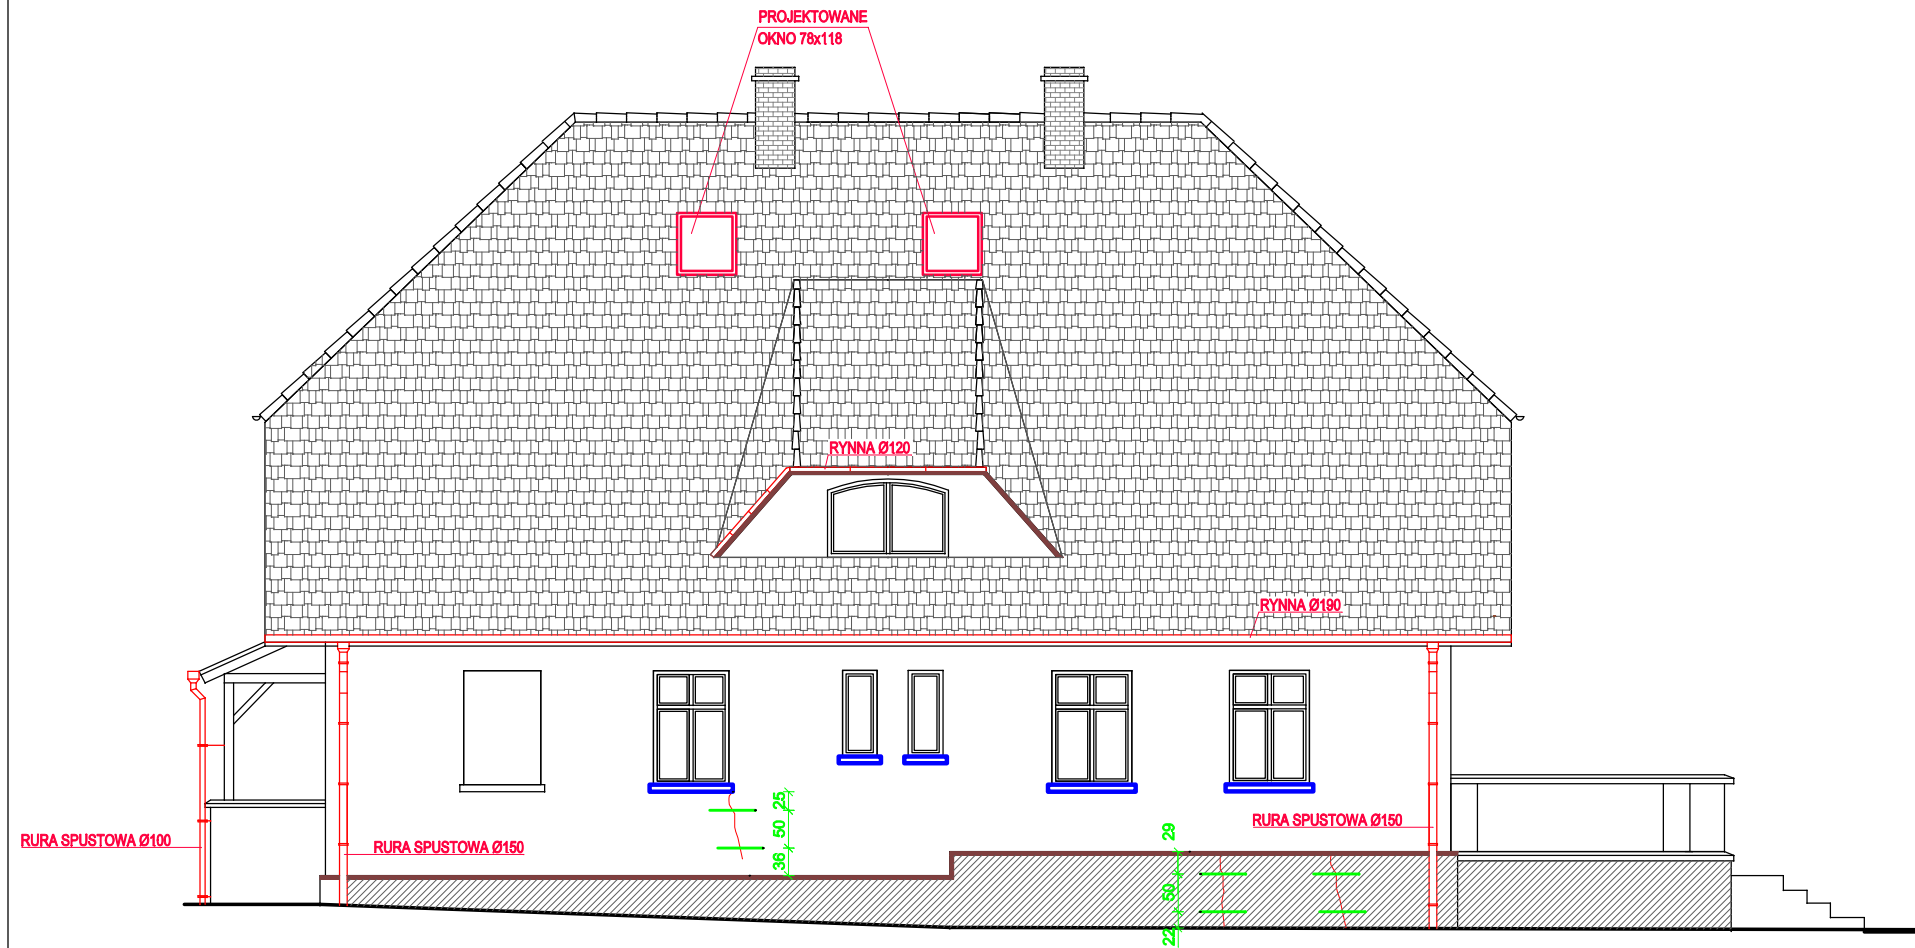 PROJEKTOWANE
OKNO 78x118
RYNNA Ø120
RYNNA Ø190
RURA SPUSTOWA Ø100
RURA SPUSTOWA Ø150
RURA SPUSTOWA Ø150
25
50
36
29
50
22